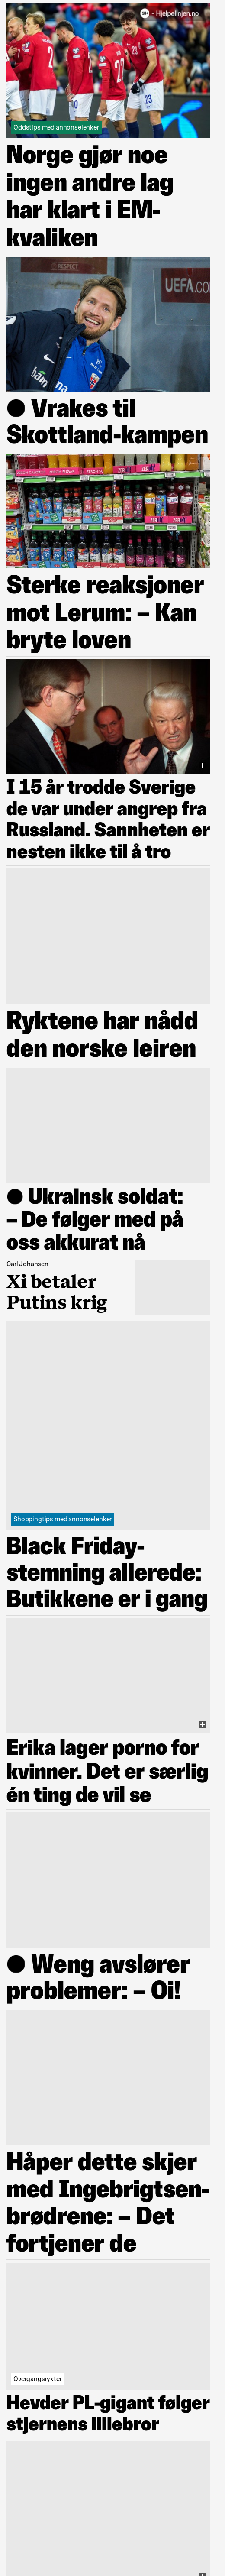 18+ - Hjelpelinjen.no
Oddstips med annonselenker
Norge gjør noe
ingen andre lag
har klart i EM-
kvaliken
RESPECT
UEFA.CO
● Vrakes til
Skottland-kampen
Sterke reaksjoner
mot Lerum: – Kan
bryte loven
I 15 år trodde Sverige
de var under angrep fra
Russland. Sannheten er
nesten ikke til å tro
Ryktene har nådd
den norske leiren
● Ukrainsk soldat:
– De følger med på
oss akkurat nå
Carl Johansen
Xi betaler
Putins krig
Shoppingtips med annonselenker
Black Friday-
stemning allerede:
Butikkene er i gang
Erika lager porno for
kvinner. Det er særlig
én ting de vil se
● Weng avslører
problemer: – Oi!
Håper dette skjer
med Ingebrigtsen-
brødrene: – Det
fortjener de
Overgangsrykter
Hevder PL-gigant følger
stjernens lillebror